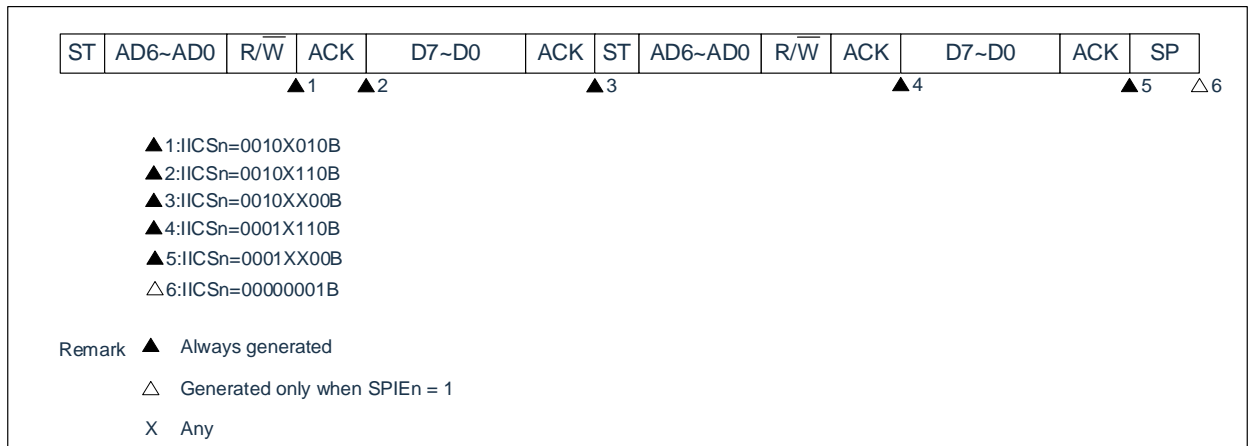 ST AD6~AD0 R/W̅ ACK D7~D0 ACK ST AD6~AD0 R/W̅ ACK D7~D0 ACK SP
▲1 ▲2 ▲3 ▲4 ▲5 △6
▲1:IICSn=0010X010B
▲2:IICSn=0010X110B
▲3:IICSn=0010XX00B
▲4:IICSn=0001X110B
▲5:IICSn=0001XX00B
△6:IICSn=00000001B
Remark ▲ Always generated
△ Generated only when SPIEn = 1
X Any